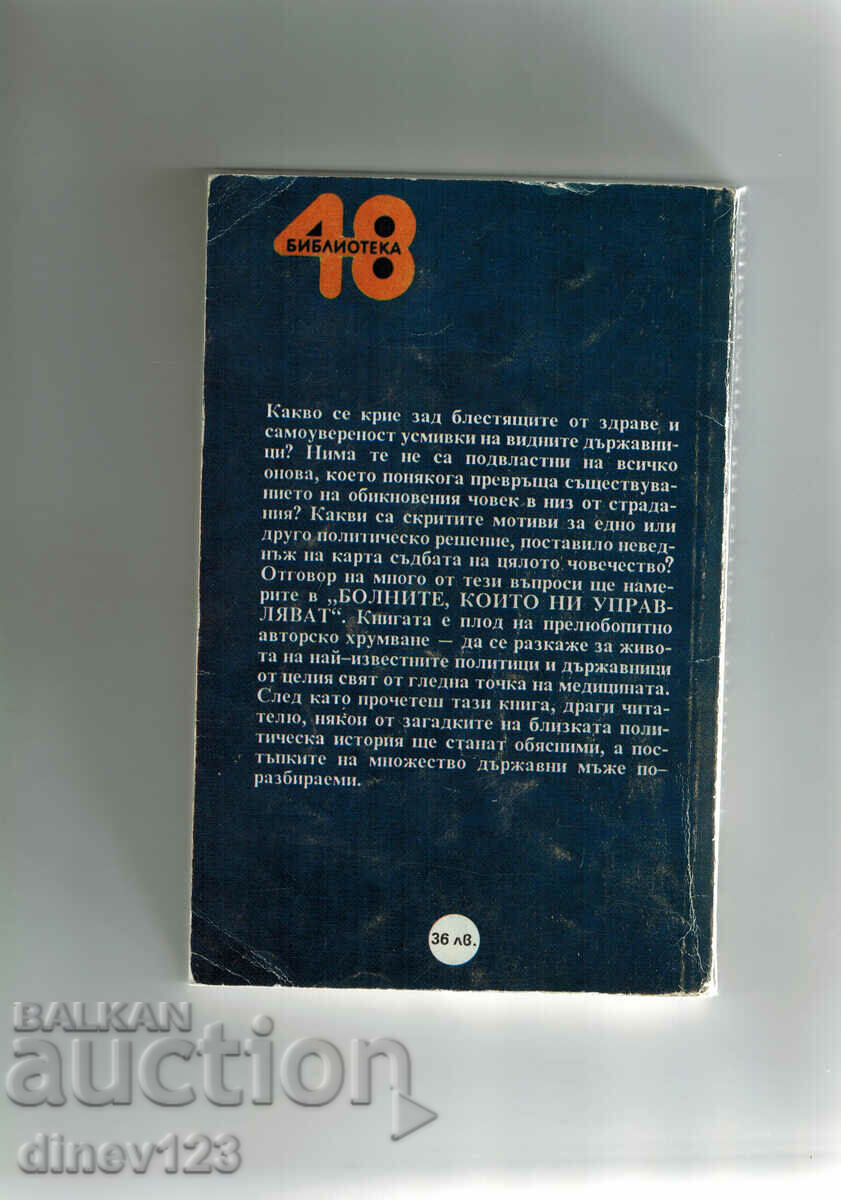 48
БИБЛИОТЕКА
Какво се крие зад блестящите от здраве и
самоувереност усмивки на видните държавни-
ци? Нима те не са подвластни на всичко
онова, което понякога превръща съществува-
нието на обикновения човек в низ от страда-
ния? Какви са скритите мотиви за едно или
друго политическо решение, поставило невед-
нъж на карта съдбата на цялото човечество?
Отговор на много от тези въпроси ще наме-
рите в „БОЛНИТЕ, КОИТО НИ УПРАВ-
ЛЯВАТ“. Книгата е плод на прелюбопитно
авторско хрумване — да се разкаже за живо-
та на най–известните политици и държавници
от целия свят от гледна точка на медицината.
След като прочетеш тази книга, драги чита-
телю, някои от загадките на близката поли-
тическа история ще станат обясними, а пос-
тъпките на множество държавни мъже по–
разбираеми.
36 лв.
BALKAN
auction
dinev123